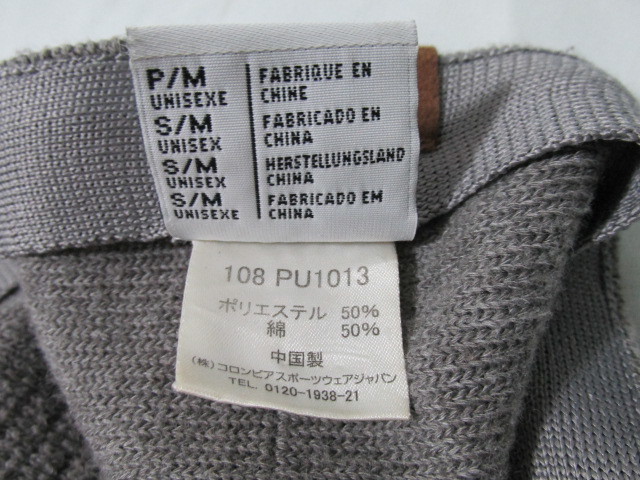 P/M
UNISEXE
FABRIQUE EN
CHINE
S/M
UNISEX
FABRICADO EN
CHINA
S/M
UNISEX
HERSTELLUNGSLAND
CHINA
S/M
UNISEXE
FABRICADO EM
CHINA
108 PU1013
ポリエステル 50%
綿 50%
中国製
(株)コロンビアスポーツウェアジャパン
TEL. 0120-1938-21